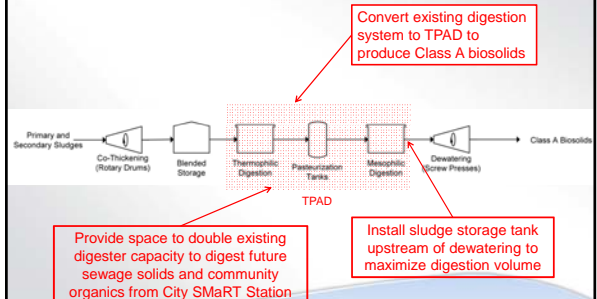 Convert existing digestion
system to TPAD to
produce Class A biosolids
Primary and
Secondary Sludges
Co-Thickening
(Rotary Drums)
Blended
Storage
Thermophilic
Digestion
Pasteurization
Tanks
Mesophilic
Digestion
Dewatering
(Screw Presses)
Class A Biosolids
TPAD
Provide space to double existing
digester capacity to digest future
sewage solids and community
organics from City SMaRT Station
Install sludge storage tank
upstream of dewatering to
maximize digestion volume